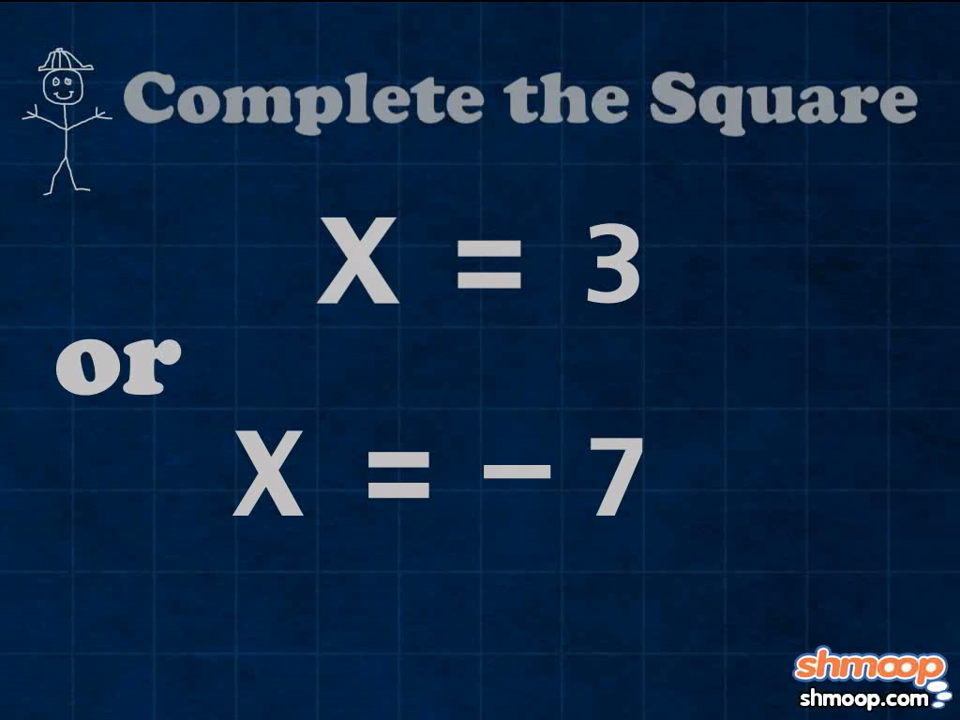 Complete the Square
X = 3
or
X = – 7
shmoop
shmoop.com